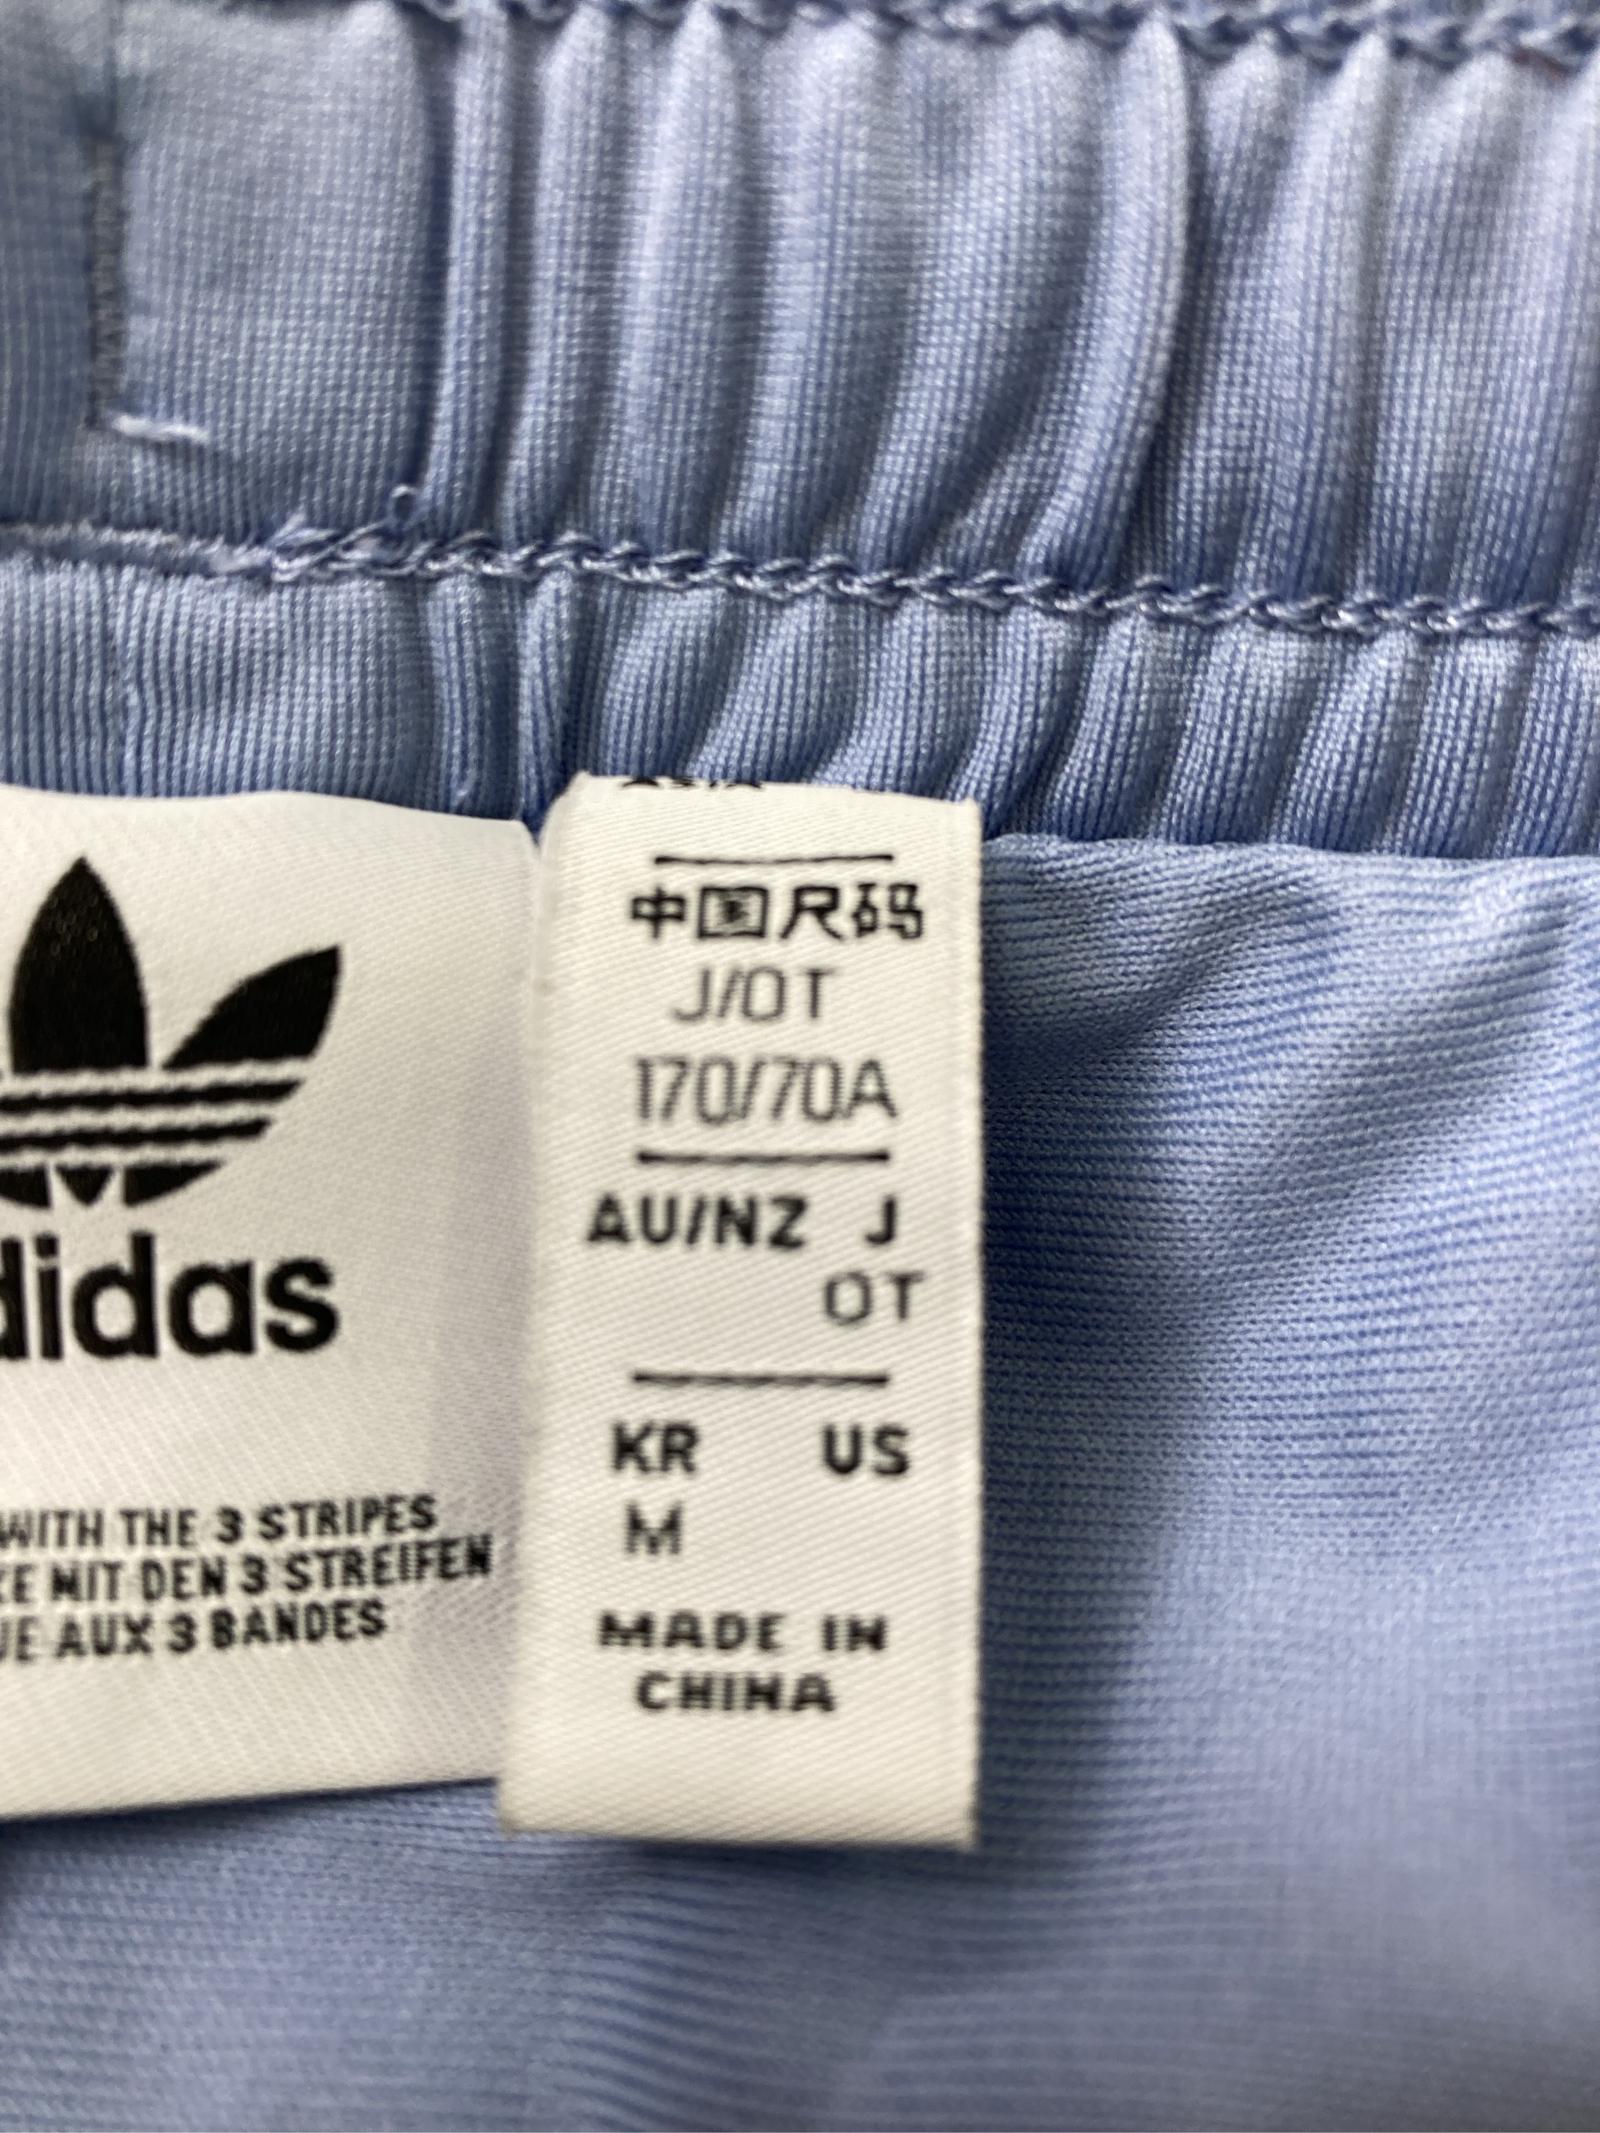 didas
WITH THE 3 STRIPES
KE MIT DEN 3 STREIFEN
UE AUX 3 BANDES
中国尺码
J/OT
170/70A
AU/NZ J
OT
KR US
M
MADE IN
CHINA